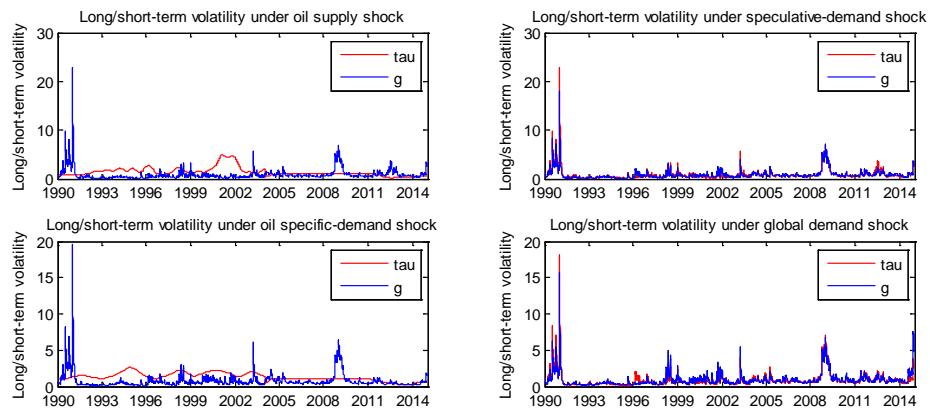 Long/short-term volatility under oil supply shock
Long/short-term volatility
30
20
10
0
tau
g
1990 1993 1996 1999 2002 2005 2008 2011 2014
Long/short-term volatility under speculative-demand shock
Long/short-term volatility
30
20
10
0
tau
g
1990 1993 1996 1999 2002 2005 2008 2011 2014
Long/short-term volatility under oil specific-demand shock
Long/short-term volatility
20
15
10
5
0
tau
g
1990 1993 1996 1999 2002 2005 2008 2011 2014
Long/short-term volatility under global demand shock
Long/short-term volatility
20
15
10
5
0
tau
g
1990 1993 1996 1999 2002 2005 2008 2011 2014